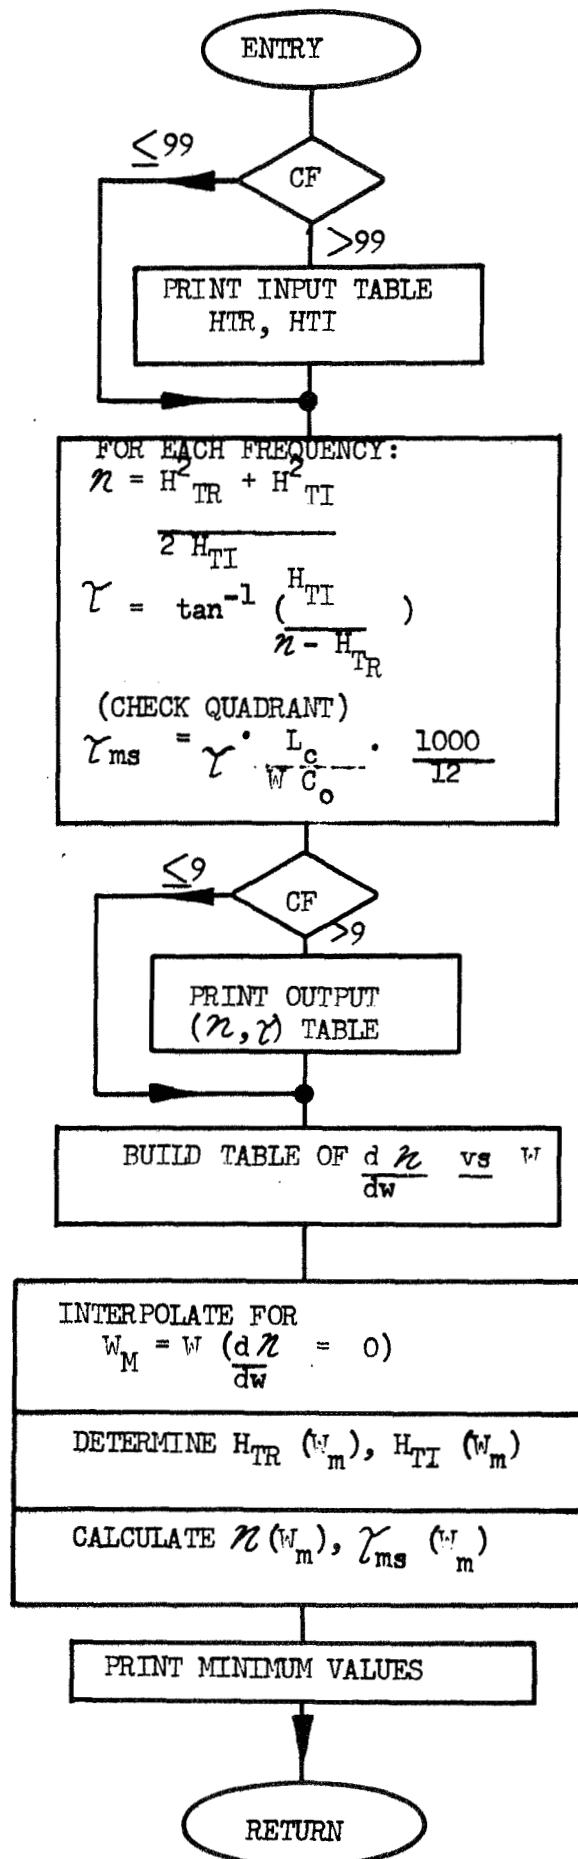 ENTRY
≤99
CF
>99
PRINT INPUT TABLE
HTR, HTI
FOR EACH FREQUENCY:
n = H²TR + H²TI
2 HTI
τ = tan⁻¹ ( HTI )
n - HTR
(CHECK QUADRANT)
τms = τ · Lc / W Co · 1000 / 12
≤9
CF
>9
PRINT OUTPUT
(n, τ) TABLE
BUILD TABLE OF dn/dw vs W
INTERPOLATE FOR
WM = W (dn/dw = 0)
DETERMINE HTR (Wm), HTI (Wm)
CALCULATE n(Wm), τms (Wm)
PRINT MINIMUM VALUES
RETURN